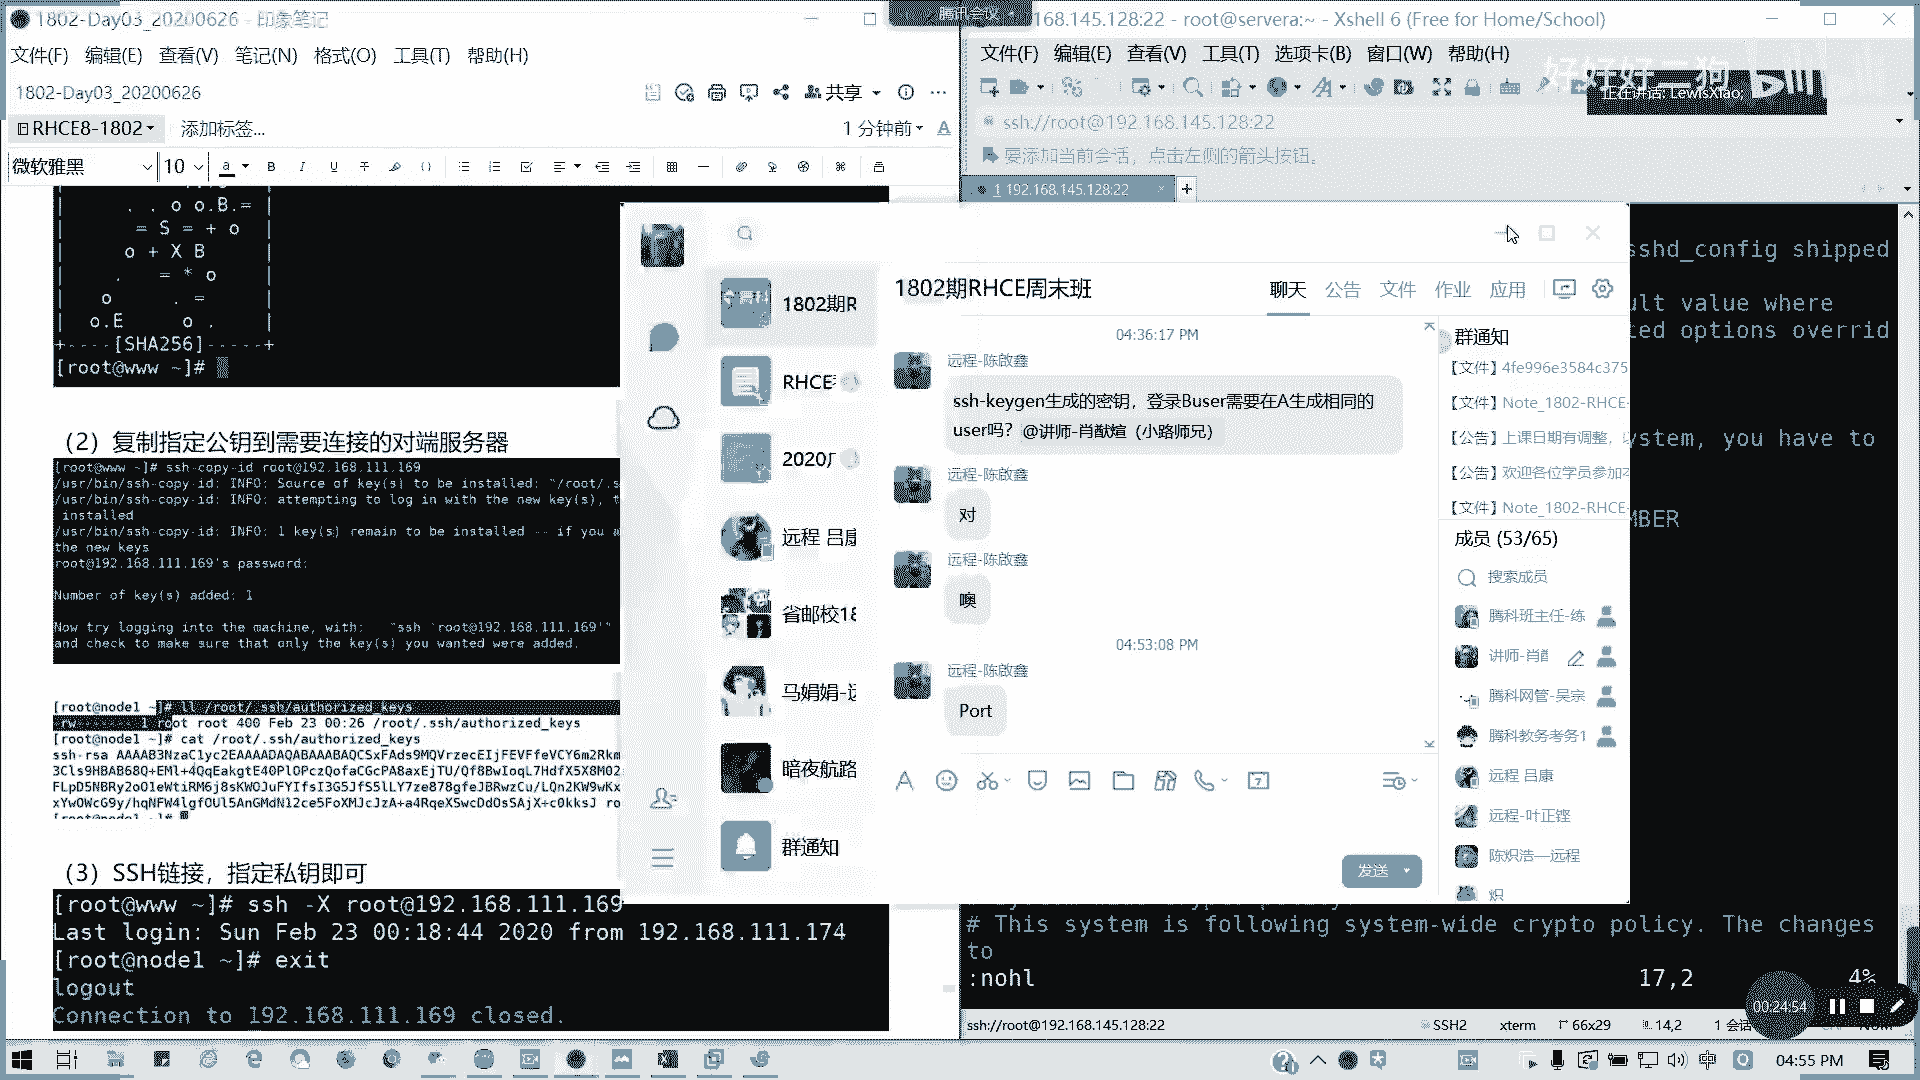 1802-Day03_20200626 - 印象笔记
文件(F) 编辑(E) 查看(V) 笔记(N) 格式(O) 工具(T) 帮助(H)
1802-Day03_20200626
共享
RHCE8-1802
添加标签...
1 分钟前
微软雅黑
10
. . o o.B.=
= S = + o
o + X B
. = * o
o . =
o.E o .
+----[SHA256]-----+
[root@www ~]#
（2）复制指定公钥到需要连接的对端服务器
[root@www ~]# ssh-copy-id root@192.168.111.169
/usr/bin/ssh-copy-id: INFO: Source of key(s) to be installed: "/root/.s
/usr/bin/ssh-copy-id: INFO: attempting to log in with the new key(s), t
installed
/usr/bin/ssh-copy-id: INFO: 1 key(s) remain to be installed -- if you a
the new keys
root@192.168.111.169's password:
Number of key(s) added: 1
Now try logging into the machine, with: "ssh 'root@192.168.111.169'"
and check to make sure that only the key(s) you wanted were added.
[root@node1 ~]# ll /root/.ssh/authorized_keys
1 root root 400 Feb 23 00:26 /root/.ssh/authorized_keys
[root@node1 ~]# cat /root/.ssh/authorized_keys
（3）SSH链接，指定私钥即可
[root@www ~]# ssh -X root@192.168.111.169
Last login: Sun Feb 23 00:18:44 2020 from 192.168.111.174
[root@node1 ~]# exit
logout
Connection to 192.168.111.169 closed.
腾讯会议
168.145.128:22 - root@servera:~ - Xshell 6 (Free for Home/School)
文件(F) 编辑(E) 查看(V) 工具(T) 选项卡(B) 窗口(W) 帮助(H)
好好好二狗
正在讲话: LewisXiao;
ssh://root@192.168.145.128:22
要添加当前会话，点击左侧的箭头按钮。
1 192.168.145.128:22
sshd_config shipped
ult value where
ted options overrid
ystem, you have to
MBER
# This system is following system-wide crypto policy. The changes
to
:nohl
17,2
4%
00:24:54
ssh://root@192.168.145.128:22
SSH2
xterm
66x29
14,2
1 会话
1802期R
RHCE
2020
远程 吕康
省邮校18
马娟娟-
暗夜航路
群通知
1802期RHCE周末班
聊天 公告 文件 作业 应用
04:36:17 PM
远程-陈啟鑫
ssh-keygen生成的密钥，登录Buser需要在A生成相同的
user吗？@讲师-肖猷煊（小路师兄）
远程-陈啟鑫
对
远程-陈啟鑫
噢
04:53:08 PM
远程-陈啟鑫
Port
发送
群通知
【文件】4fe996e3584c375
【文件】Note_1802-RHCE-
【公告】上课日期有调整，
【公告】欢迎各位学员参加
【文件】Note_1802-RHCE-
成员 (53/65)
搜索成员
腾科班主任-练
讲师-肖
腾科网管-吴宗
腾科教务考务1
远程 吕康
远程-叶正铿
陈炽浩—远程
炽
中
04:55 PM